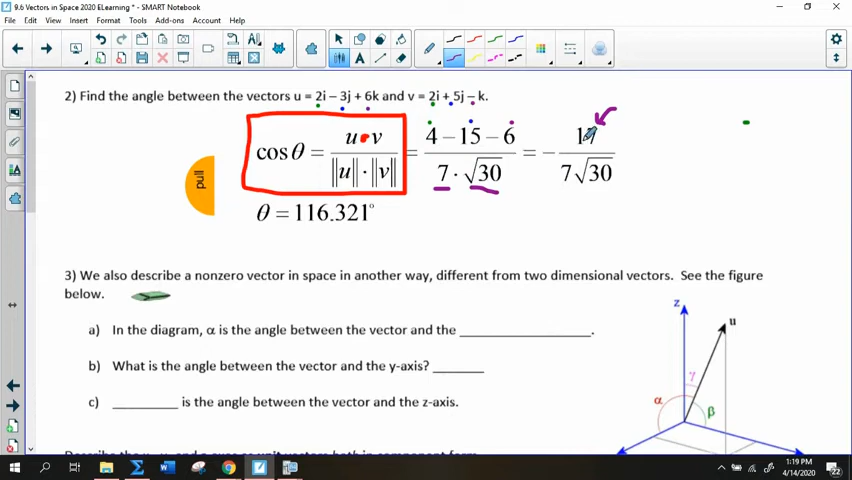 9.6 Vectors in Space 2020 ELearning * - SMART Notebook
File Edit View Insert Format Tools Add-ons Account Help
2) Find the angle between the vectors u = 2i – 3j + 6k and v = 2i + 5j – k.
cos θ = u • v / ||u|| · ||v|| = 4 – 15 – 6 / 7 · √30 = – 17 / 7√30
pull
θ = 116.321°
3) We also describe a nonzero vector in space in another way, different from two dimensional vectors. See the figure
below.
a) In the diagram, α is the angle between the vector and the ____________________.
b) What is the angle between the vector and the y-axis? ________
c) __________ is the angle between the vector and the z-axis.
z
u
γ
α
β
1:19 PM
4/14/2020
22